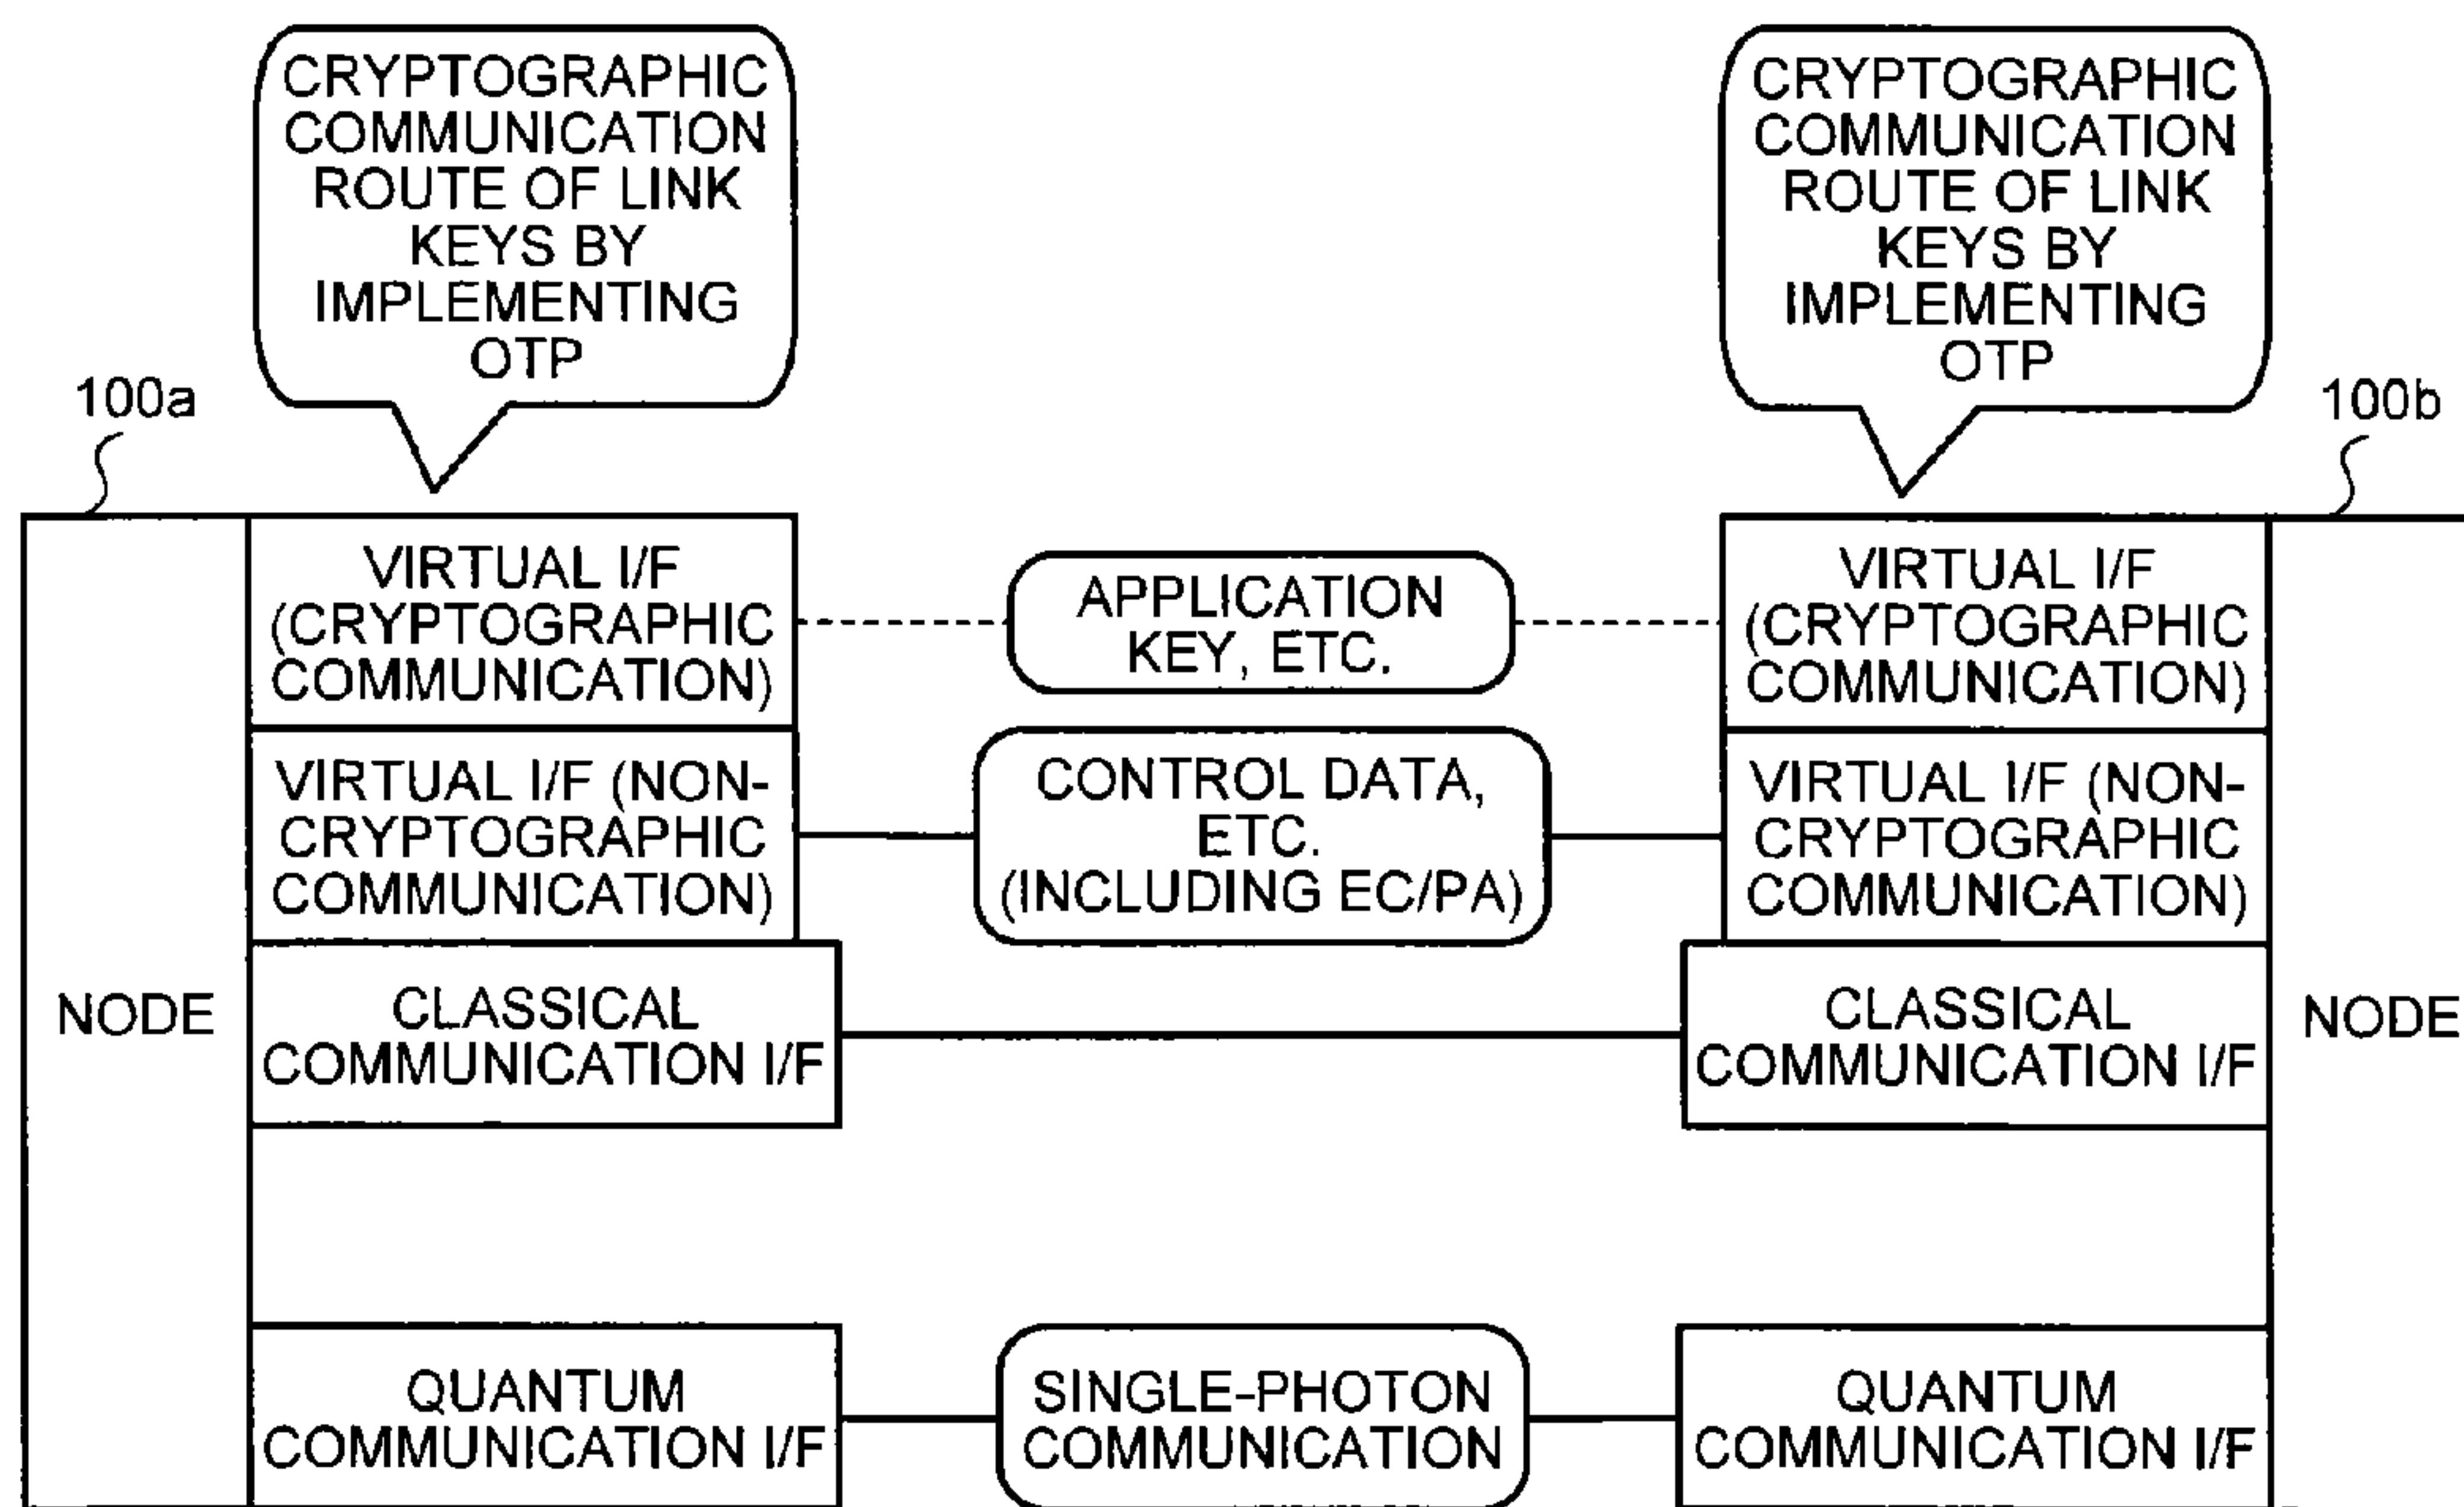 CRYPTOGRAPHIC
COMMUNICATION
ROUTE OF LINK
KEYS BY
IMPLEMENTING
OTP
CRYPTOGRAPHIC
COMMUNICATION
ROUTE OF LINK
KEYS BY
IMPLEMENTING
OTP
100a
100b
NODE
VIRTUAL I/F
(CRYPTOGRAPHIC
COMMUNICATION)
APPLICATION
KEY, ETC.
VIRTUAL I/F
(CRYPTOGRAPHIC
COMMUNICATION)
VIRTUAL I/F (NON-
CRYPTOGRAPHIC
COMMUNICATION)
CONTROL DATA,
ETC.
(INCLUDING EC/PA)
VIRTUAL I/F (NON-
CRYPTOGRAPHIC
COMMUNICATION)
CLASSICAL
COMMUNICATION I/F
CLASSICAL
COMMUNICATION I/F
NODE
QUANTUM
COMMUNICATION I/F
SINGLE-PHOTON
COMMUNICATION
QUANTUM
COMMUNICATION I/F